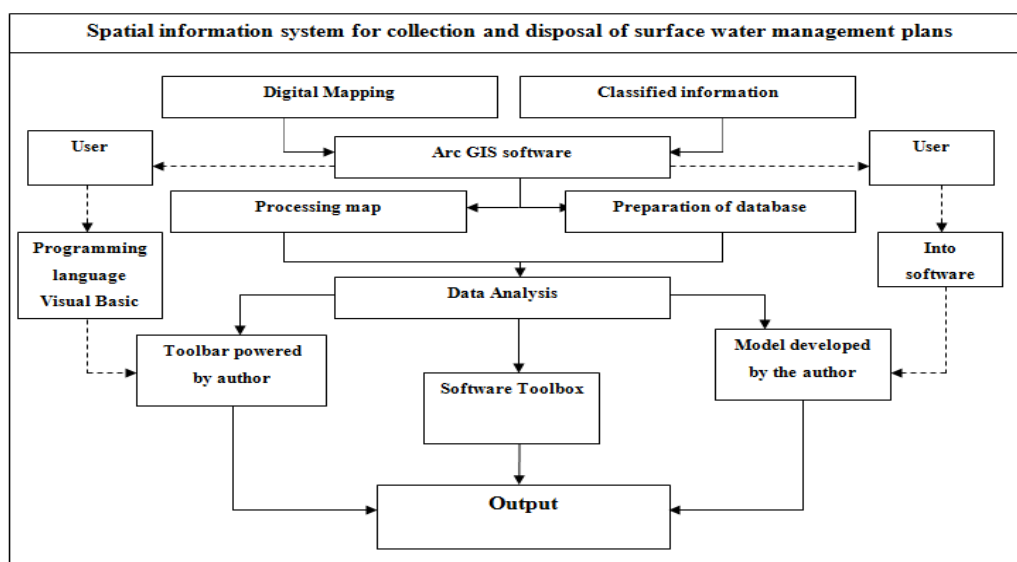 Spatial information system for collection and disposal of surface water management plans
Digital Mapping
Classified information
User
Arc GIS software
User
Processing map
Preparation of database
Programming
language
Visual Basic
Into
software
Data Analysis
Toolbar powered
by author
Software Toolbox
Model developed
by the author
Output